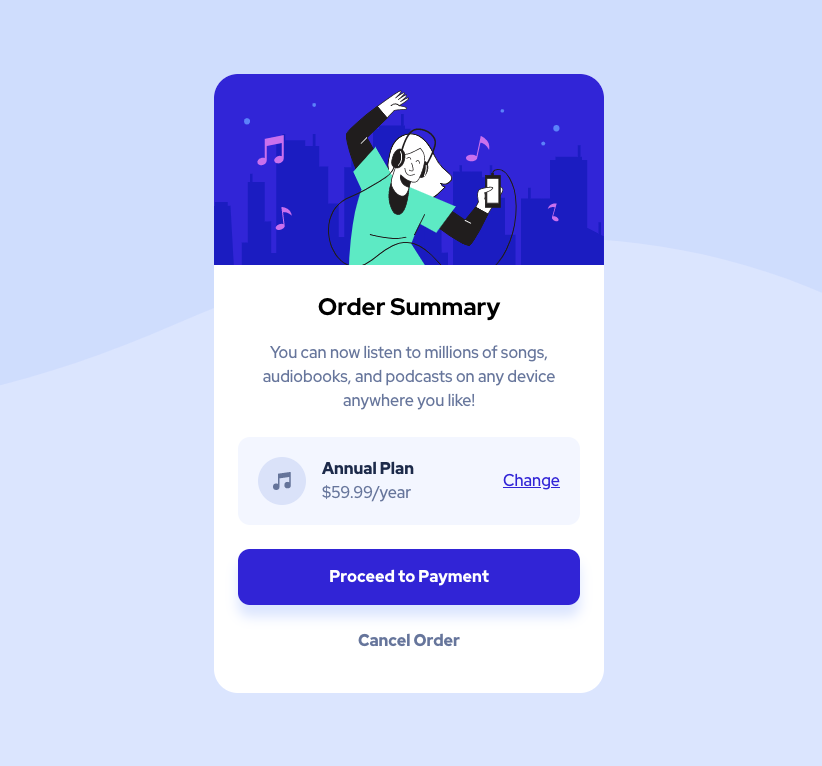 Order Summary
You can now listen to millions of songs,
audiobooks, and podcasts on any device
anywhere you like!
Annual Plan
$59.99/year
Change
Proceed to Payment
Cancel Order